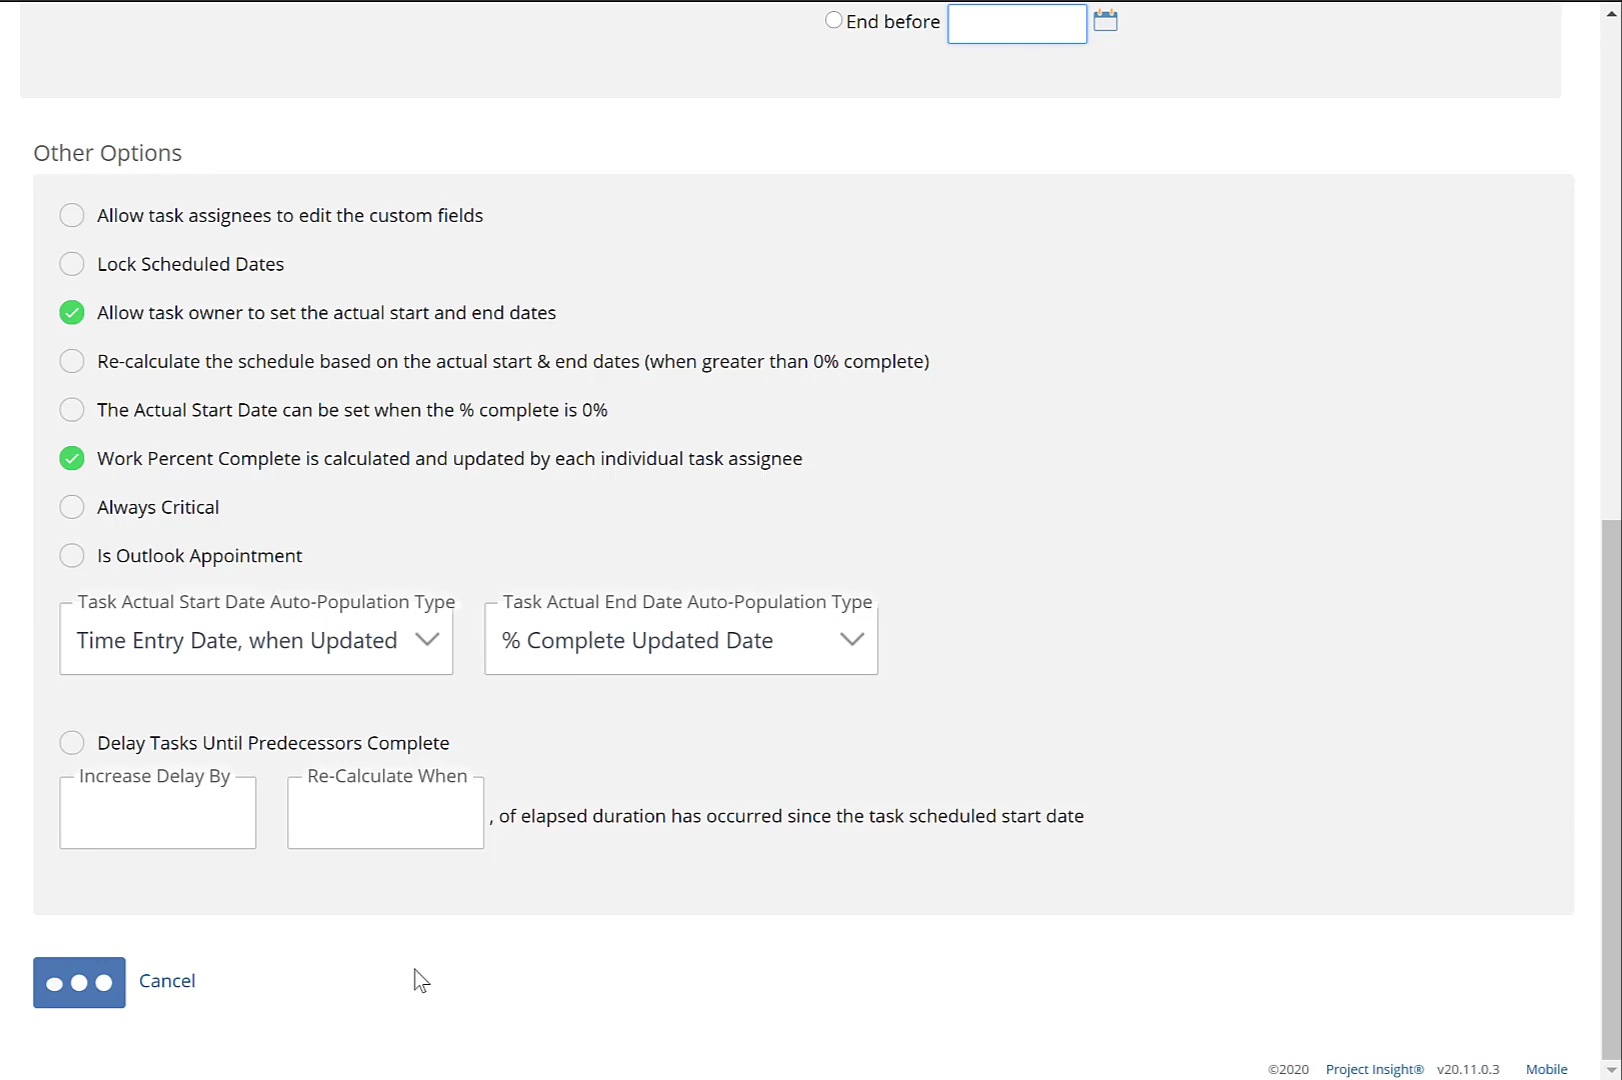 End before
Other Options
Allow task assignees to edit the custom fields
Lock Scheduled Dates
Allow task owner to set the actual start and end dates
Re-calculate the schedule based on the actual start & end dates (when greater than 0% complete)
The Actual Start Date can be set when the % complete is 0%
Work Percent Complete is calculated and updated by each individual task assignee
Always Critical
Is Outlook Appointment
Task Actual Start Date Auto-Population Type
Time Entry Date, when Updated
Task Actual End Date Auto-Population Type
% Complete Updated Date
Delay Tasks Until Predecessors Complete
Increase Delay By
Re-Calculate When
, of elapsed duration has occurred since the task scheduled start date
Cancel
©2020 Project Insight® v20.11.0.3 Mobile